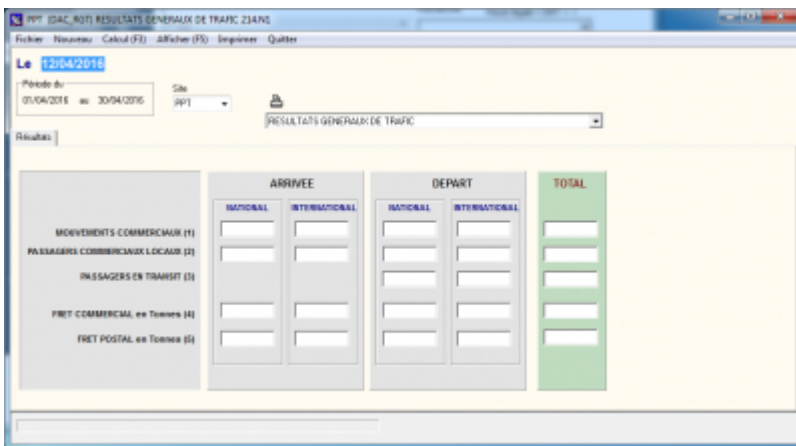 PPT (DAC_RGT) RESULTATS GENERAUX DE TRAFIC Z14.N1
Fichier Nouveau Calcul (F3) Afficher (F5) Imprimer Quitter
Le 12/04/2016
Période du
01/04/2016 au 30/04/2016
Site
PPT
RESULTATS GENERAUX DE TRAFIC
Résultats
ARRIVEE DEPART TOTAL
NATIONAL INTERNATIONAL NATIONAL INTERNATIONAL
MOUVEMENTS COMMERCIAUX (1)
PASSAGERS COMMERCIAUX LOCAUX (2)
PASSAGERS EN TRANSIT (3)
FRET COMMERCIAL en Tonnes (4)
FRET POSTAL en Tonnes (5)